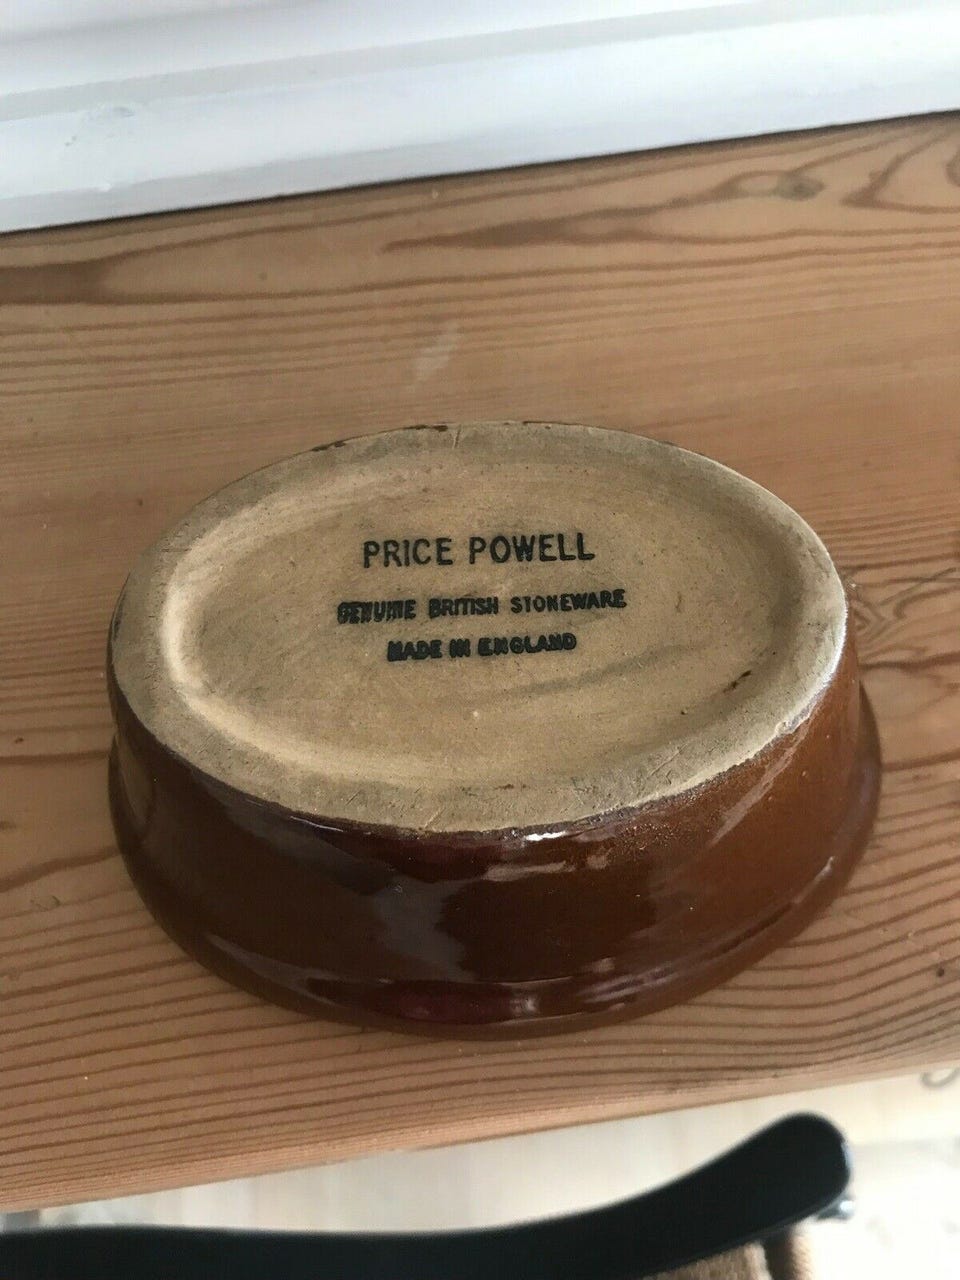 PRICE POWELL
GENUINE BRITISH STONEWARE
MADE IN ENGLAND